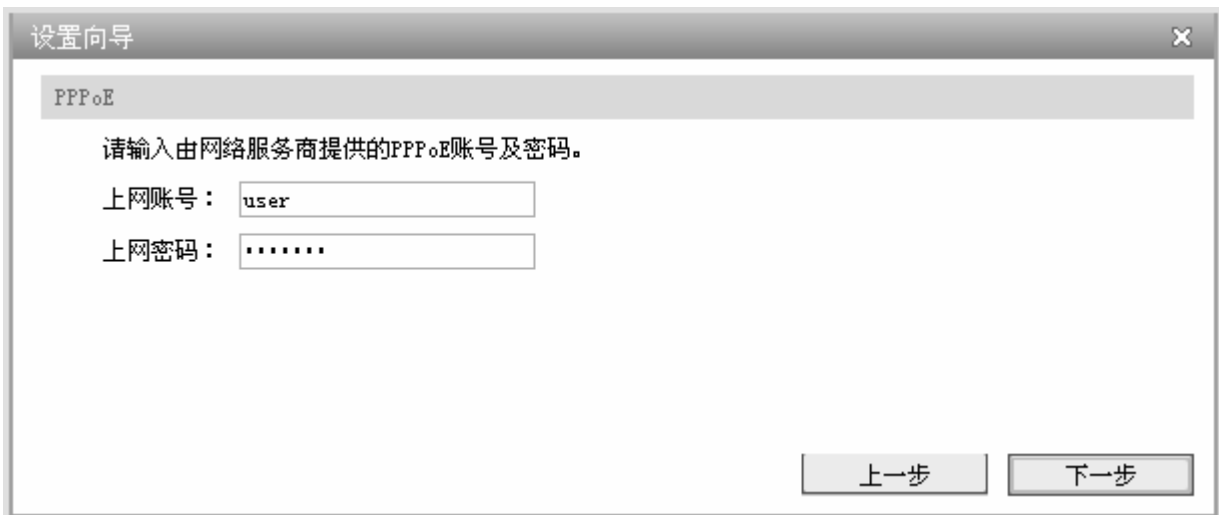 设置向导
PPPoE
请输入由网络服务商提供的PPPoE账号及密码。
上网账号： user
上网密码： ·······
上一步 下一步